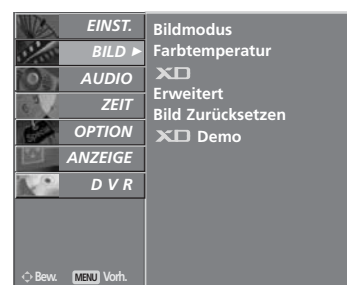 EINST.
BILD ►
AUDIO
ZEIT
OPTION
ANZEIGE
D V R
Bildmodus
Farbtemperatur
XD
Erweitert
Bild Zurücksetzen
XD Demo
Bew. MENU Vorh.